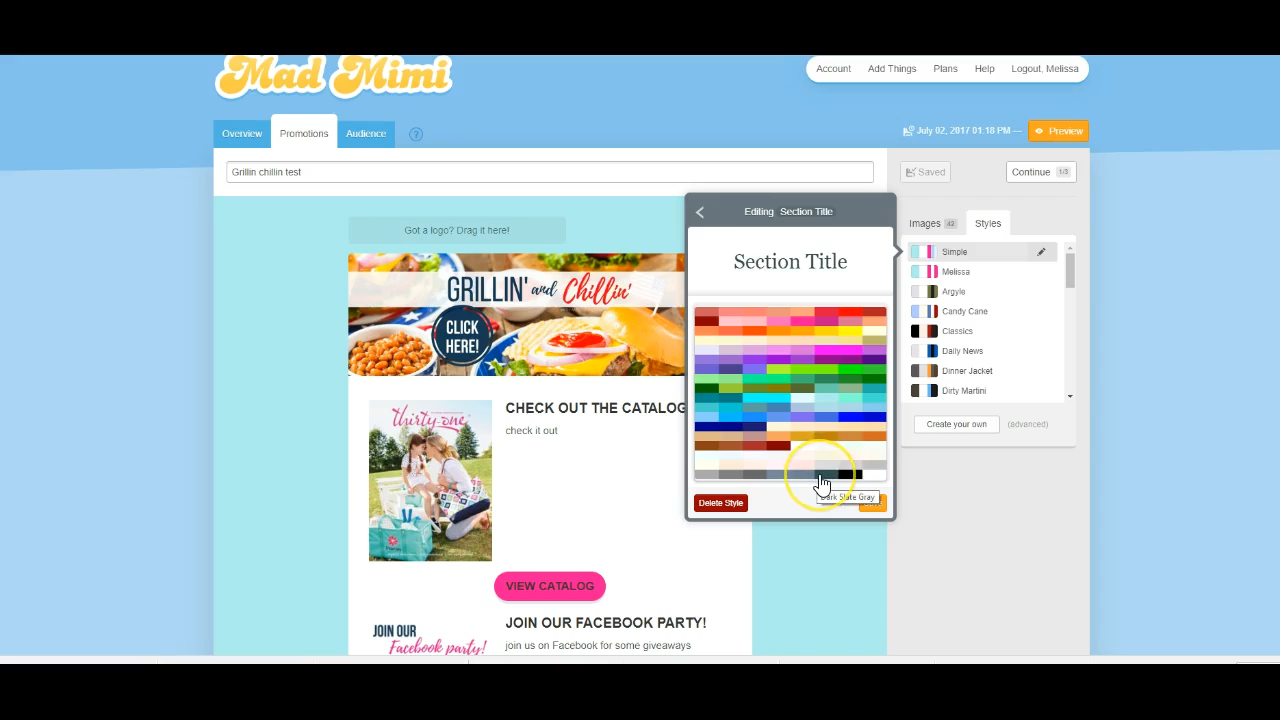 Mad Mimi
Account Add Things Plans Help Logout, Melissa
Overview Promotions Audience ?
July 02, 2017 01:18 PM —
Preview
Grillin chillin test
Saved
Continue 1/3
Editing Section Title
Images 42 Styles
Got a logo? Drag it here!
Section Title
Simple
Melissa
Argyle
Candy Cane
Classics
Daily News
Dinner Jacket
Dirty Martini
Create your own (advanced)
GRILLIN' and Chillin'
CLICK
HERE!
thirty-one
CHECK OUT THE CATALOG
check it out
Dark Slate Gray
Delete Style
VIEW CATALOG
JOIN OUR
Facebook party!
JOIN OUR FACEBOOK PARTY!
join us on Facebook for some giveaways